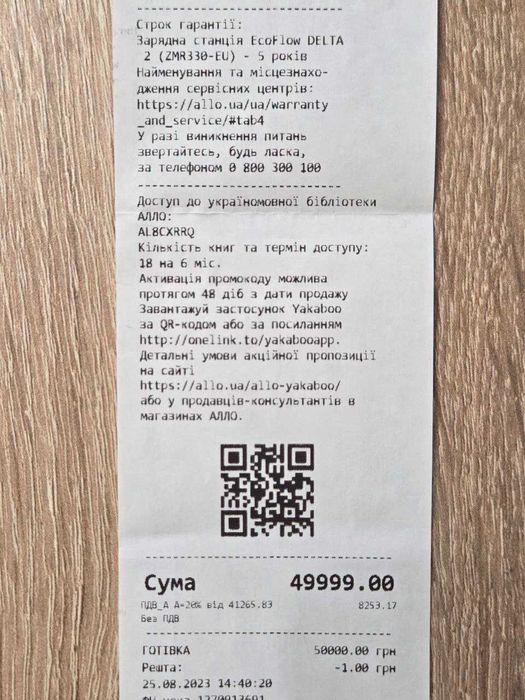 Строк гарантії:
Зарядна станція EcoFlow DELTA
2 (ZMR330-EU) - 5 років
Найменування та місцезнахо-
дження сервісних центрів:
https://allo.ua/ua/warranty
_and_service/#tab4
У разі виникнення питань
звертайтесь, будь ласка,
за телефоном 0 800 300 100
Доступ до україномовної бібліотеки
АЛЛО:
AL8CXRRQ
Кількість книг та термін доступу:
18 на 6 міс.
Активація промокоду можлива
протягом 48 діб з дати продажу
Завантажуй застосунок Yakaboo
за QR-кодом або за посиланням
http://onelink.to/yakabooapp.
Детальні умови акційної пропозиції
на сайті
https://allo.ua/allo-yakaboo/
або у продавців-консультантів в
магазинах АЛЛО.
Сума 49999.00
ПДВ_А А=20% від 41265.83 8253.17
Без ПДВ
ГОТІВКА 50000.00 грн
Решта: -1.00 грн
25.08.2023 14:40:20